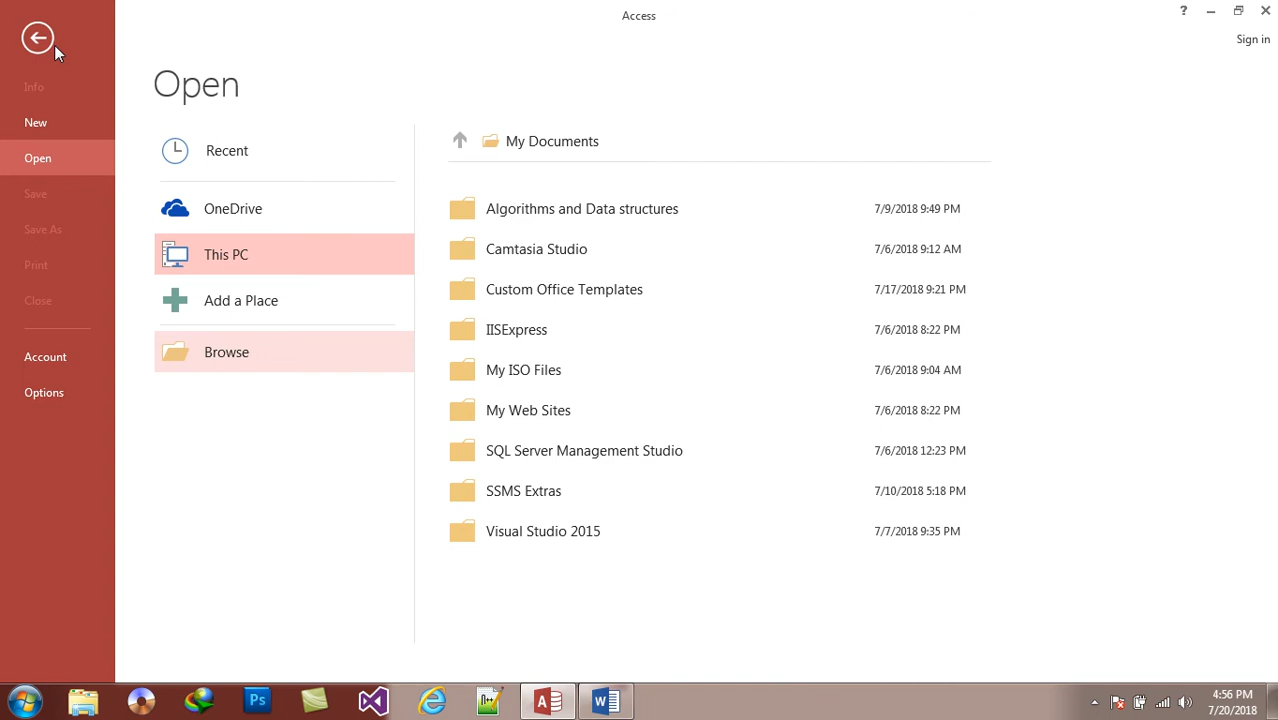 Access
?
Sign in
Info
New
Open
Save
Save As
Print
Close
Account
Options
Open
Recent
OneDrive
This PC
Add a Place
Browse
My Documents
Algorithms and Data structures 7/9/2018 9:49 PM
Camtasia Studio 7/6/2018 9:12 AM
Custom Office Templates 7/17/2018 9:21 PM
IISExpress 7/6/2018 8:22 PM
My ISO Files 7/6/2018 9:04 AM
My Web Sites 7/6/2018 8:22 PM
SQL Server Management Studio 7/6/2018 12:23 PM
SSMS Extras 7/10/2018 5:18 PM
Visual Studio 2015 7/7/2018 9:35 PM
Ps
4:56 PM
7/20/2018